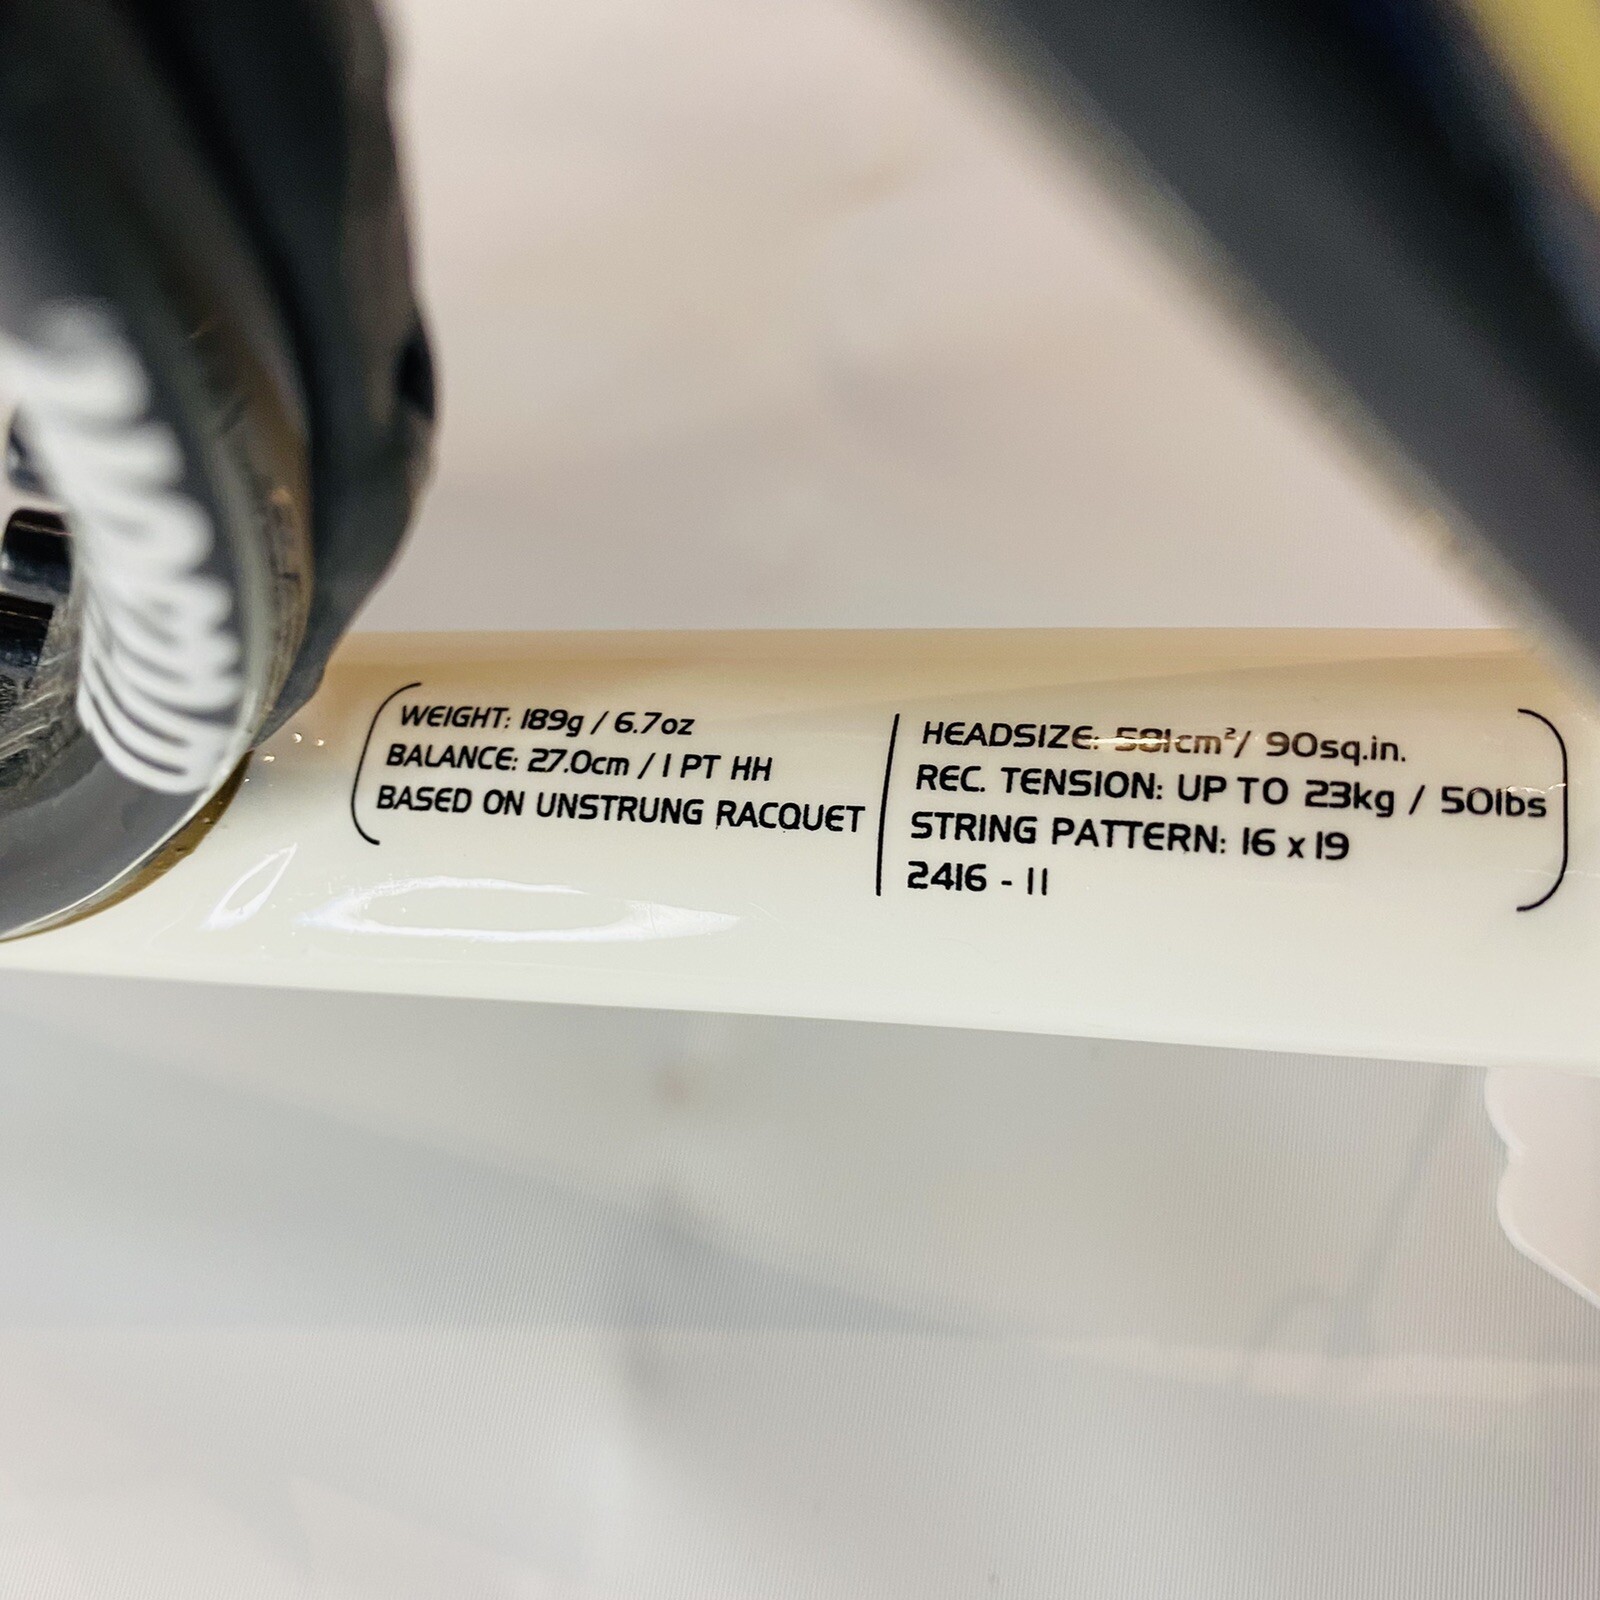 WEIGHT: 189g / 6.7oz
BALANCE: 27.0cm / 1 PT HH
BASED ON UNSTRUNG RACQUET
HEADSIZE: 581cm²/ 90sq.in.
REC. TENSION: UP TO 23kg / 50lbs
STRING PATTERN: 16 x 19
2416 - 11